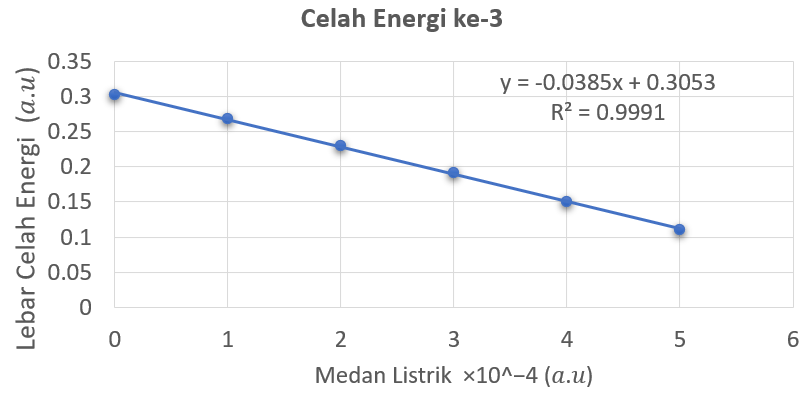 Celah Energi ke-3
Lebar Celah Energi (a.u)
0.35
0.3
0.25
0.2
0.15
0.1
0.05
0
y = -0.0385x + 0.3053
R² = 0.9991
0 1 2 3 4 5 6
Medan Listrik ×10^−4 (a.u)